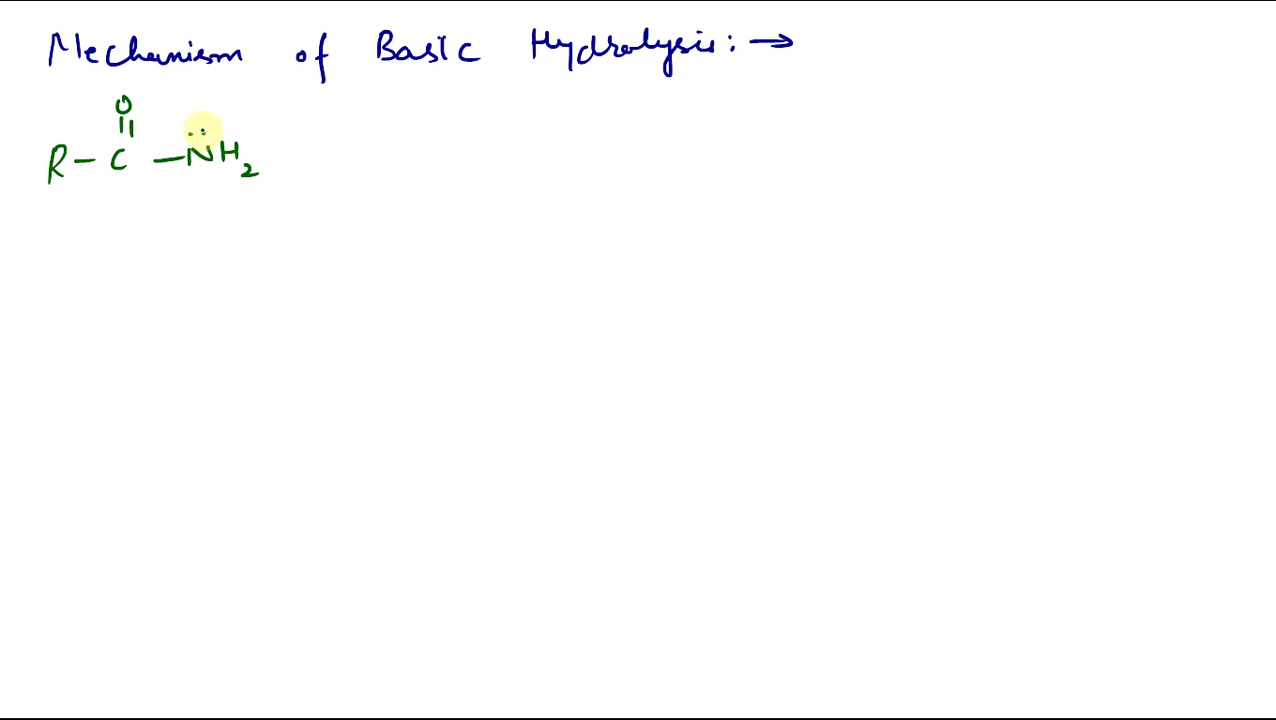 Mechanism of Basic Hydrolysis: →
O
||
R - C - N̈H₂